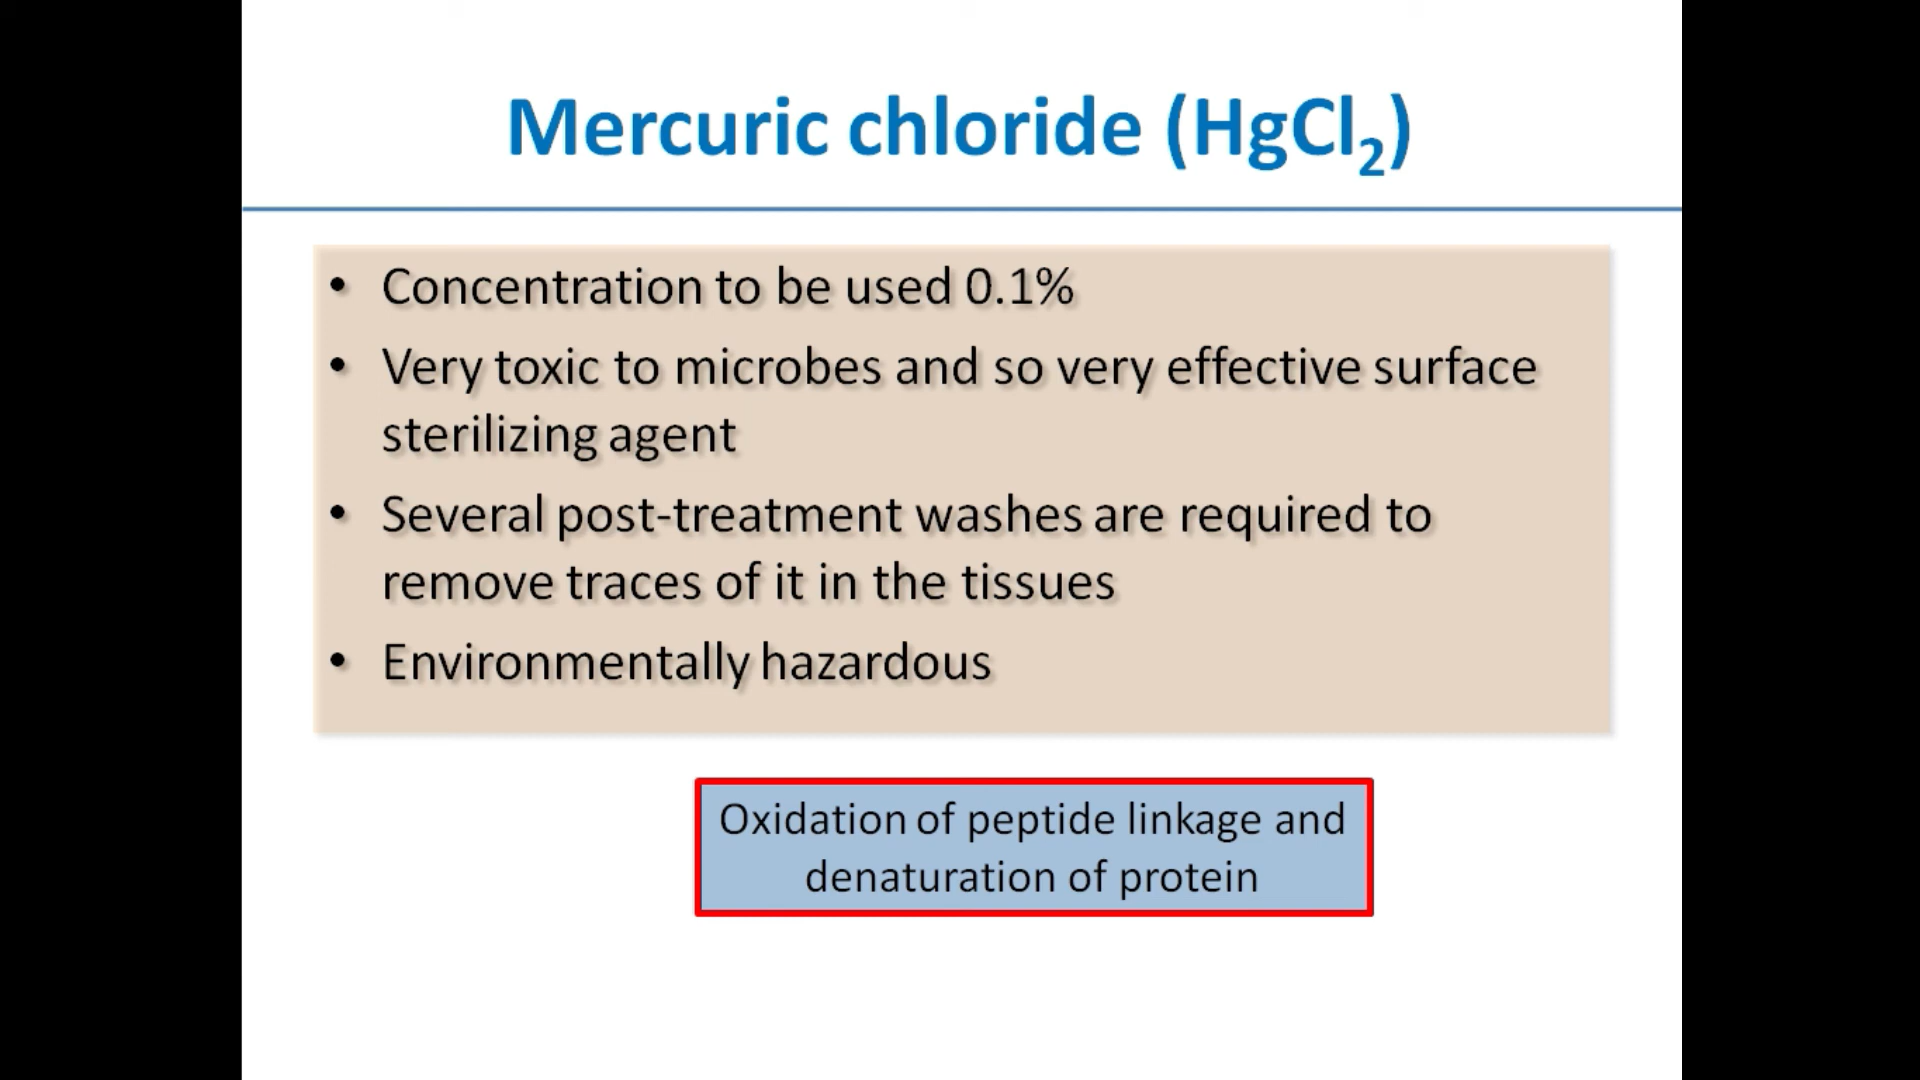 Mercuric chloride (HgCl₂)
• Concentration to be used 0.1%
• Very toxic to microbes and so very effective surface
sterilizing agent
• Several post-treatment washes are required to
remove traces of it in the tissues
• Environmentally hazardous
Oxidation of peptide linkage and
denaturation of protein